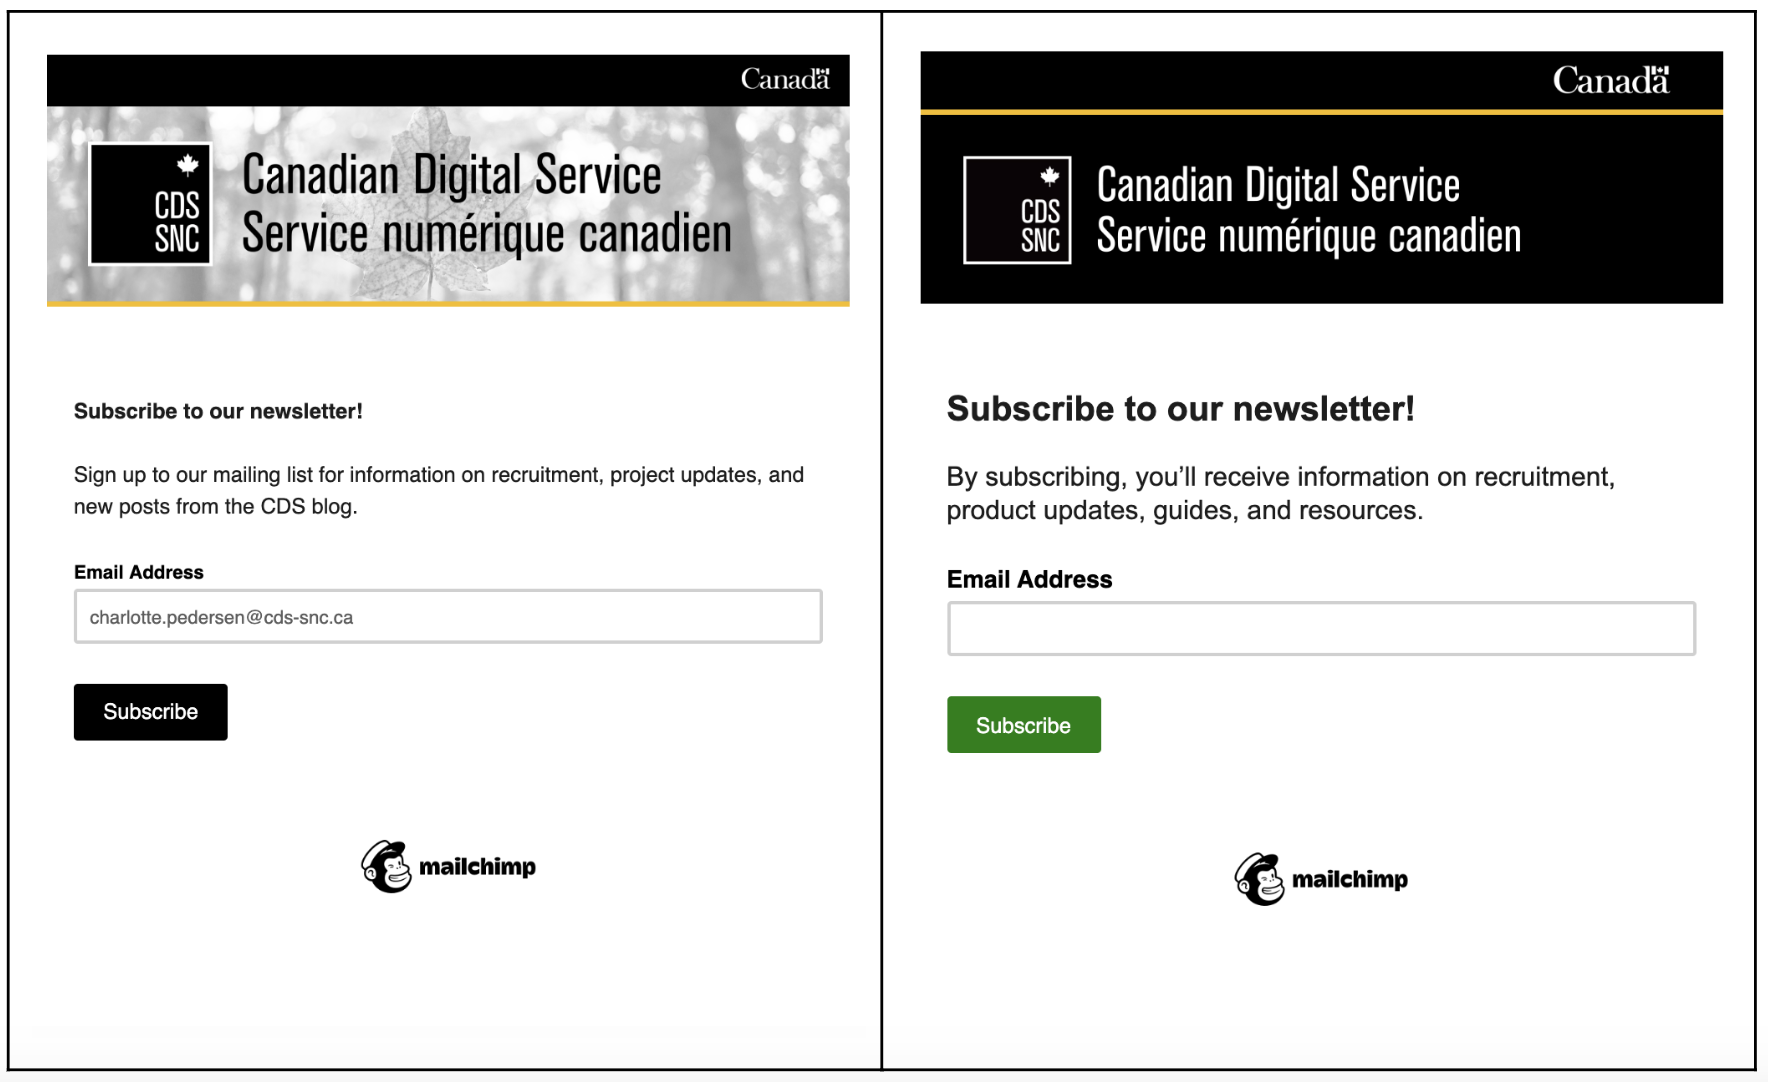 Canada
CDS
SNC
Canadian Digital Service
Service numérique canadien
Subscribe to our newsletter!
Sign up to our mailing list for information on recruitment, project updates, and
new posts from the CDS blog.
Email Address
charlotte.pedersen@cds-snc.ca
Subscribe
mailchimp
Canada
CDS
SNC
Canadian Digital Service
Service numérique canadien
Subscribe to our newsletter!
By subscribing, you’ll receive information on recruitment,
product updates, guides, and resources.
Email Address
Subscribe
mailchimp